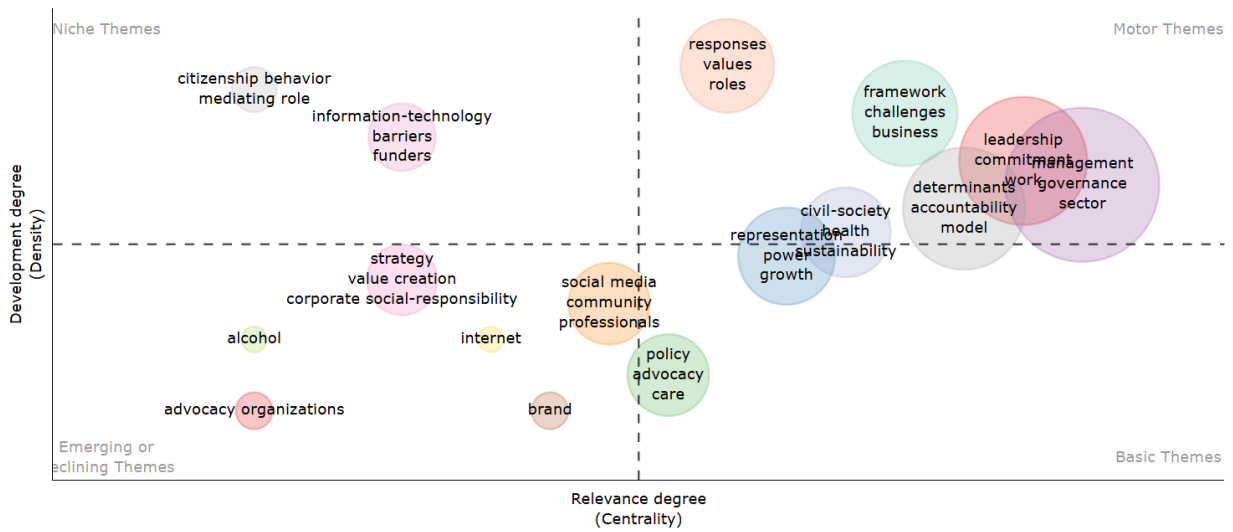 Niche Themes
Motor Themes
responses
values
roles
citizenship behavior
mediating role
framework
challenges
business
information-technology
barriers
funders
leadership
commitment
work
management
governance
sector
determinants
accountability
model
civil-society
health
sustainability
representation
power
growth
strategy
value creation
corporate social-responsibility
social media
community
professionals
alcohol
internet
policy
advocacy
care
advocacy organizations
brand
Emerging or
eclining Themes
Basic Themes
Development degree
(Density)
Relevance degree
(Centrality)